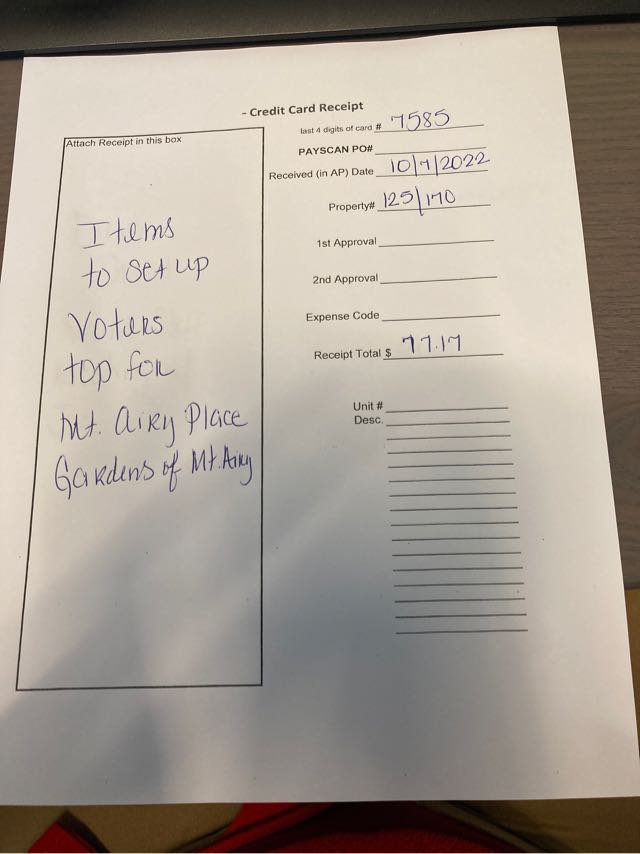 - Credit Card Receipt
Attach Receipt in this box
Items
to set up
Voters
top for
Mt. Airy Place
Gardens of Mt. Airy
last 4 digits of card # 7585
PAYSCAN PO#
Received (in AP) Date 10/7/2022
Property# 125/170
1st Approval
2nd Approval
Expense Code
Receipt Total $ 77.17
Unit #
Desc.